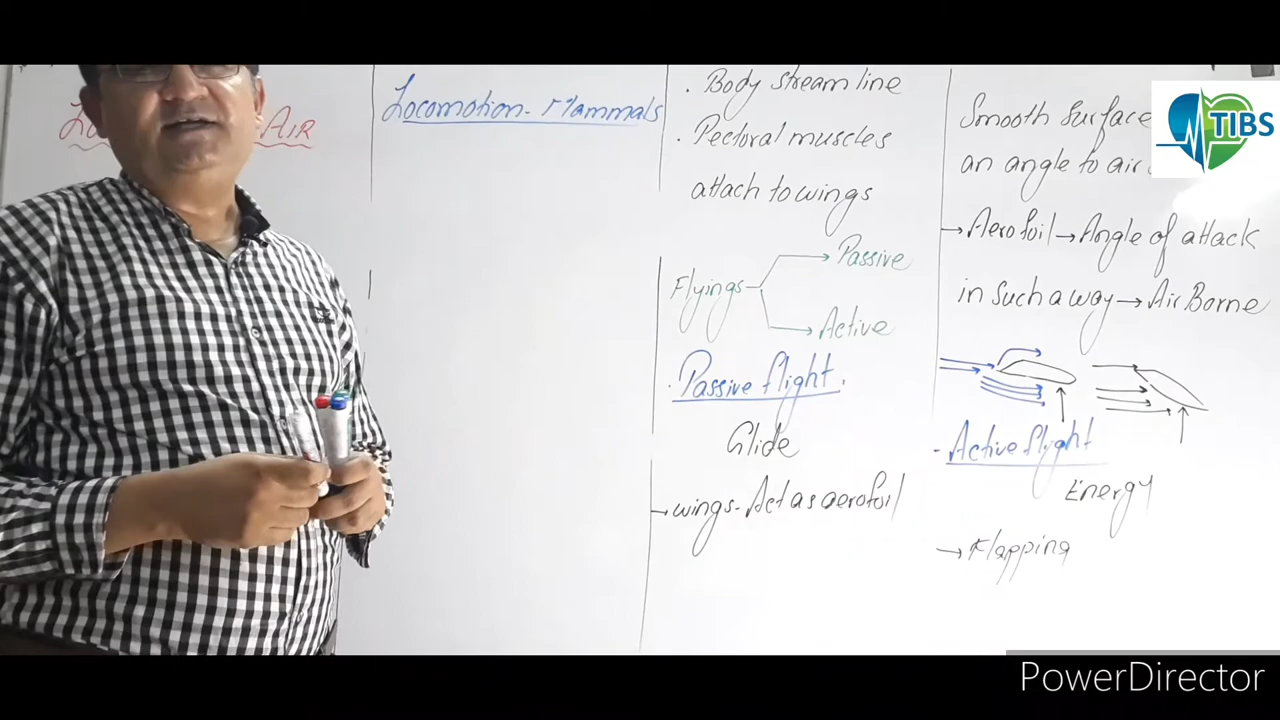 AIR
Locomotion - Mammals
. Body stream line
. Pectoral muscles
attach to wings
Flyings
Passive
Active
. Passive flight.
Glide
→ wings - Act as aerofoil
Smooth surface
an angle to air
→ Aerofoil → Angle of attack
in such a way → Air Borne
- Active flight
Energy
→ Flapping
TIBS
PowerDirector